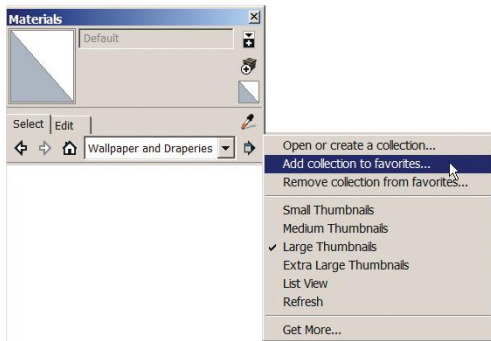 Materials
Default
Select
Edit
Wallpaper and Draperies
Open or create a collection...
Add collection to favorites...
Remove collection from favorites...
Small Thumbnails
Medium Thumbnails
Large Thumbnails
Extra Large Thumbnails
List View
Refresh
Get More...